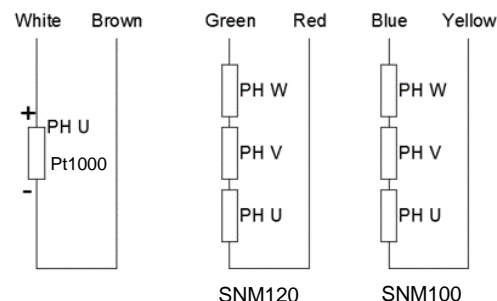 White Brown Green Red Blue Yellow
+
PH U
Pt1000
-
PH W
PH V
PH U
SNM120
PH W
PH V
PH U
SNM100